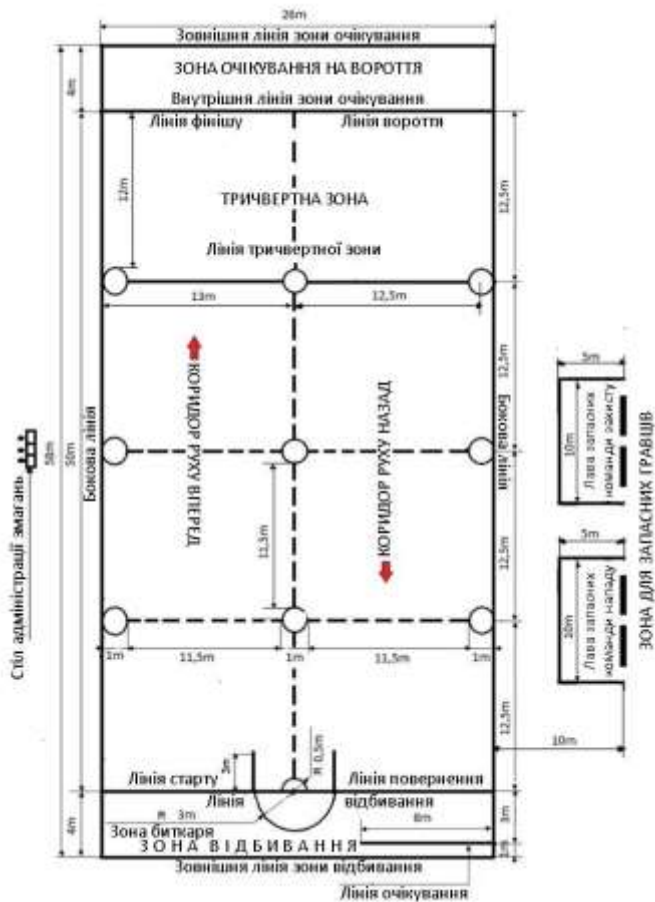 26m
Зовнішня лінія зони очікування
4m
ЗОНА ОЧІКУВАННЯ НА ВОРОТТЯ
Внутрішня лінія зони очікування
Лінія фінішу
Лінія вороття
12m
12,5m
ТРИЧВЕРТНА ЗОНА
Лінія тричвертної зони
13m
12,5m
12,5m
КОРИДОР РУХУ ВПЕРЕД
КОРИДОР РУХУ НАЗАД
Бокова лінія
Бокова лінія
58m
50m
Стіл адміністрації змагань
11,5m
12,5m
5m
10m
Лава запасних
команди захисту
5m
10m
Лава запасних
команди нападу
ЗОНА ДЛЯ ЗАПАСНИХ ГРАВЦІВ
10m
1m
11,5m
1m
11,5m
1m
12,5m
3m
R 0,5m
Лінія старту
Лінія повернення
Лінія
відбивання
R 3m
Зона биткаря
8m
3m
4m
ЗОНА ВІДБИВАННЯ
1m
Зовнішня лінія зони відбивання
Лінія очікування